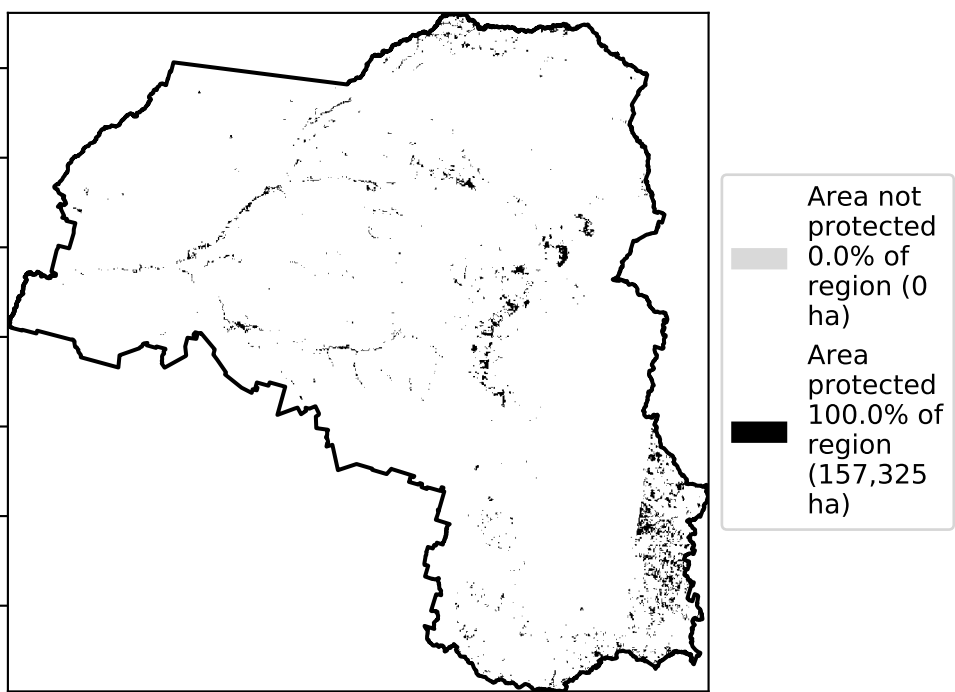 Area not
protected
0.0% of
region (0
ha)
Area
protected
100.0% of
region
(157,325
ha)